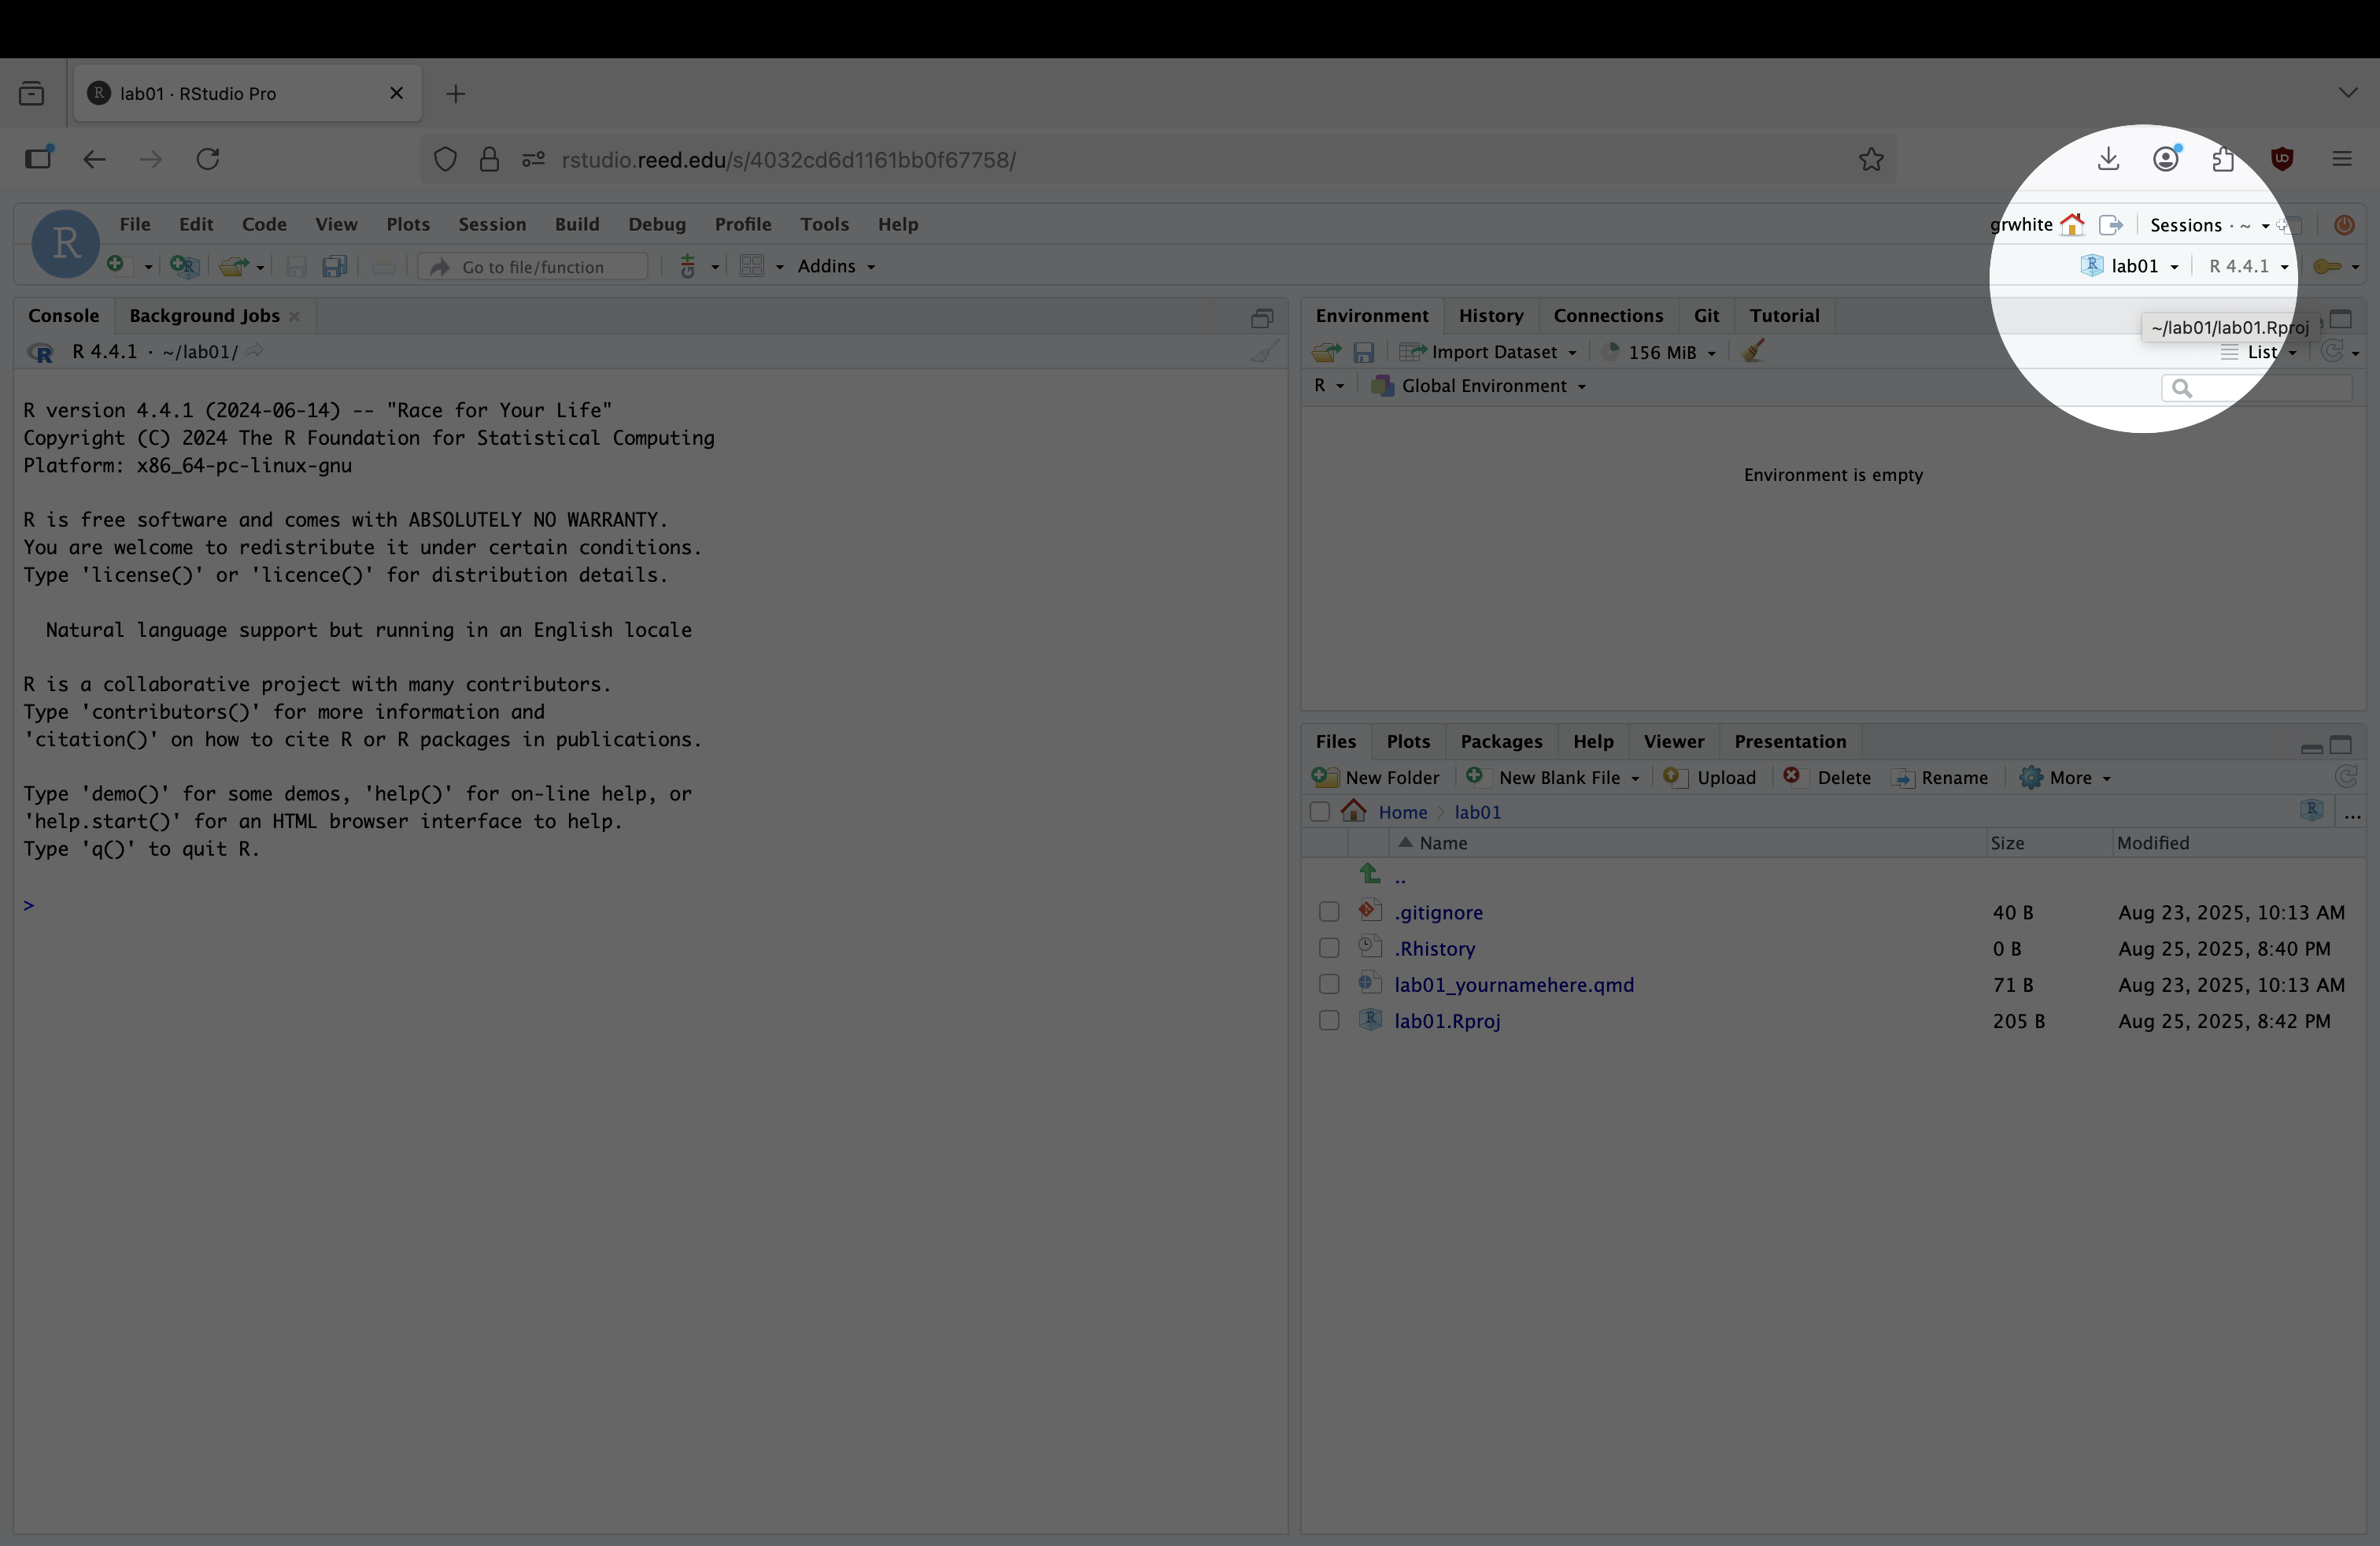 lab01 · RStudio Pro
rstudio.reed.edu/s/4032cd6d1161bb0f67758/
R File Edit Code View Plots Session Build Debug Profile Tools Help
grwhite Sessions · ~
Go to file/function Git Addins
lab01 R 4.4.1
Console Background Jobs
R 4.4.1 · ~/lab01/
R version 4.4.1 (2024-06-14) -- "Race for Your Life"
Copyright (C) 2024 The R Foundation for Statistical Computing
Platform: x86_64-pc-linux-gnu
R is free software and comes with ABSOLUTELY NO WARRANTY.
You are welcome to redistribute it under certain conditions.
Type 'license()' or 'licence()' for distribution details.
Natural language support but running in an English locale
R is a collaborative project with many contributors.
Type 'contributors()' for more information and
'citation()' on how to cite R or R packages in publications.
Type 'demo()' for some demos, 'help()' for on-line help, or
'help.start()' for an HTML browser interface to help.
Type 'q()' to quit R.
>
Environment History Connections Git Tutorial
~/lab01/lab01.Rproj
Import Dataset 156 MiB List
R Global Environment
Environment is empty
Files Plots Packages Help Viewer Presentation
New Folder New Blank File Upload Delete Rename More
Home lab01 ...
Name Size Modified
..
.gitignore 40 B Aug 23, 2025, 10:13 AM
.Rhistory 0 B Aug 25, 2025, 8:40 PM
lab01_yournamehere.qmd 71 B Aug 23, 2025, 10:13 AM
lab01.Rproj 205 B Aug 25, 2025, 8:42 PM